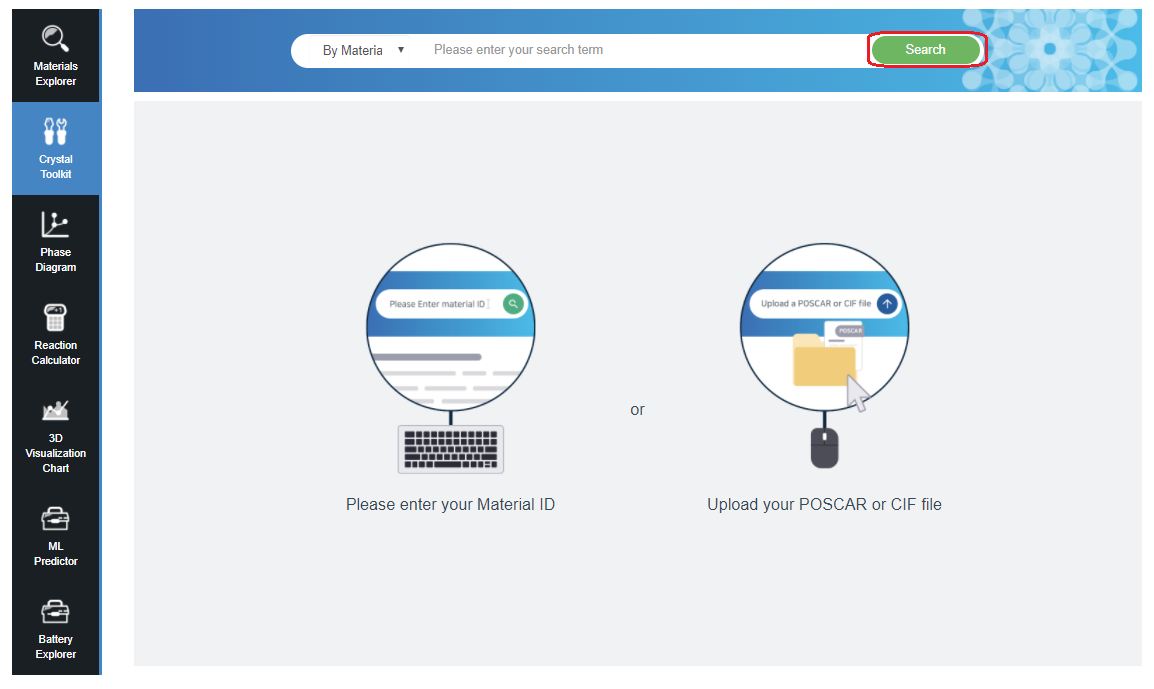 Materials
Explorer
Crystal
Toolkit
Phase
Diagram
Reaction
Calculator
3D
Visualization
Chart
ML
Predictor
Battery
Explorer
By Materia ▼ Please enter your search term Search
Please Enter material ID
Upload a POSCAR or CIF file
POSCAR
or
Please enter your Material ID
Upload your POSCAR or CIF file